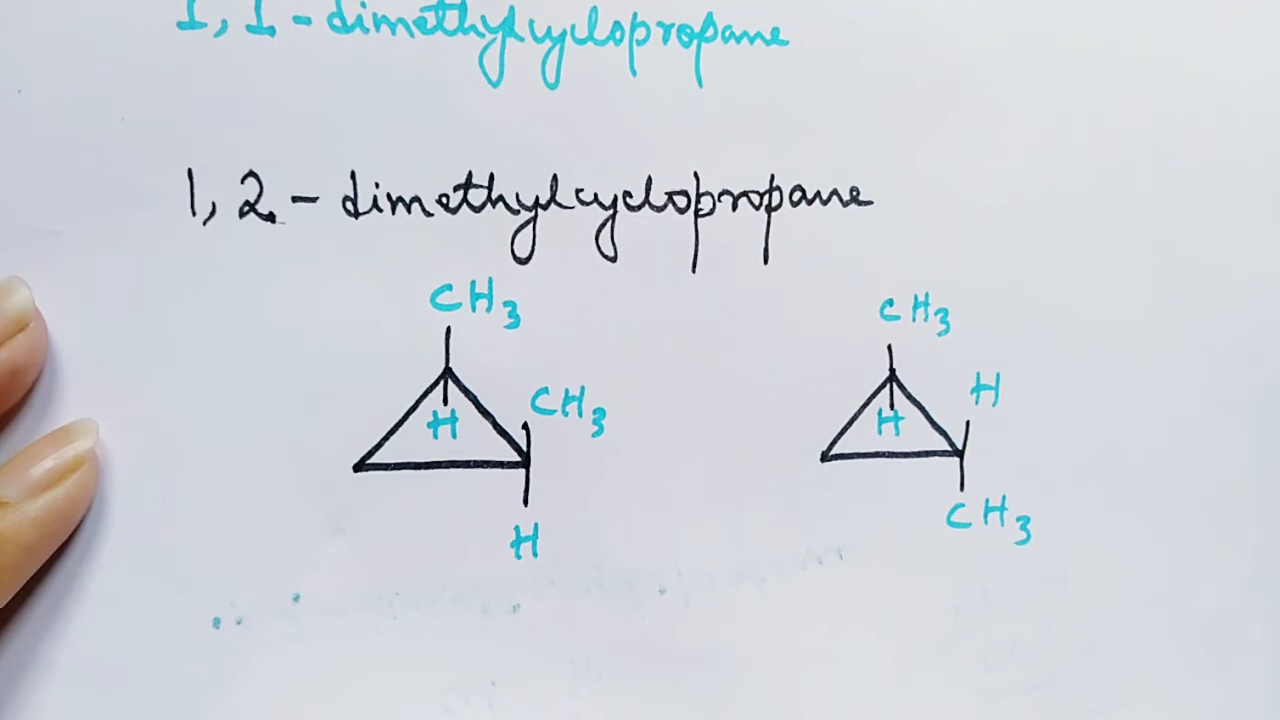 1, 1 - dimethylcyclopropane
1, 2 - dimethylcyclopropane
CH3 CH3
CH3 H
H H
H CH3